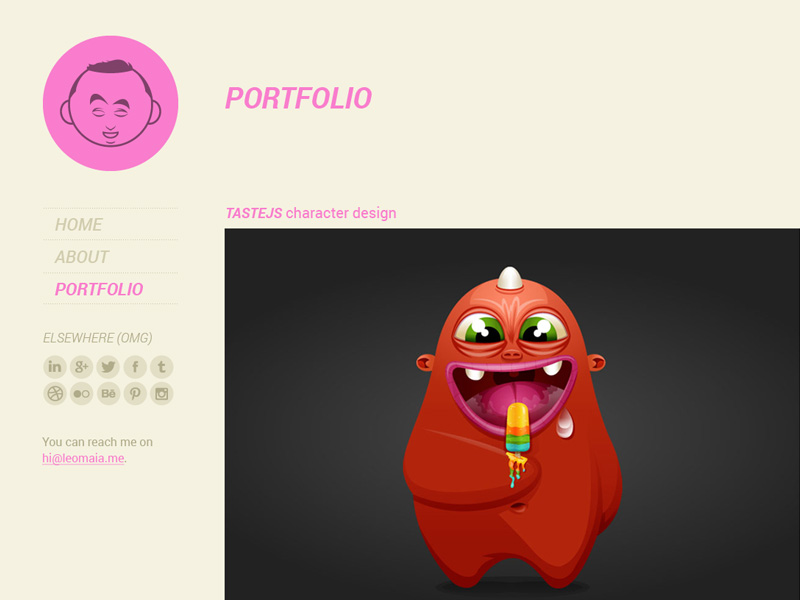 PORTFOLIO
HOME
ABOUT
PORTFOLIO
ELSEWHERE (OMG)
in g+ f t
Bē
You can reach me on
hi@leomaia.me.
TASTEJS character design